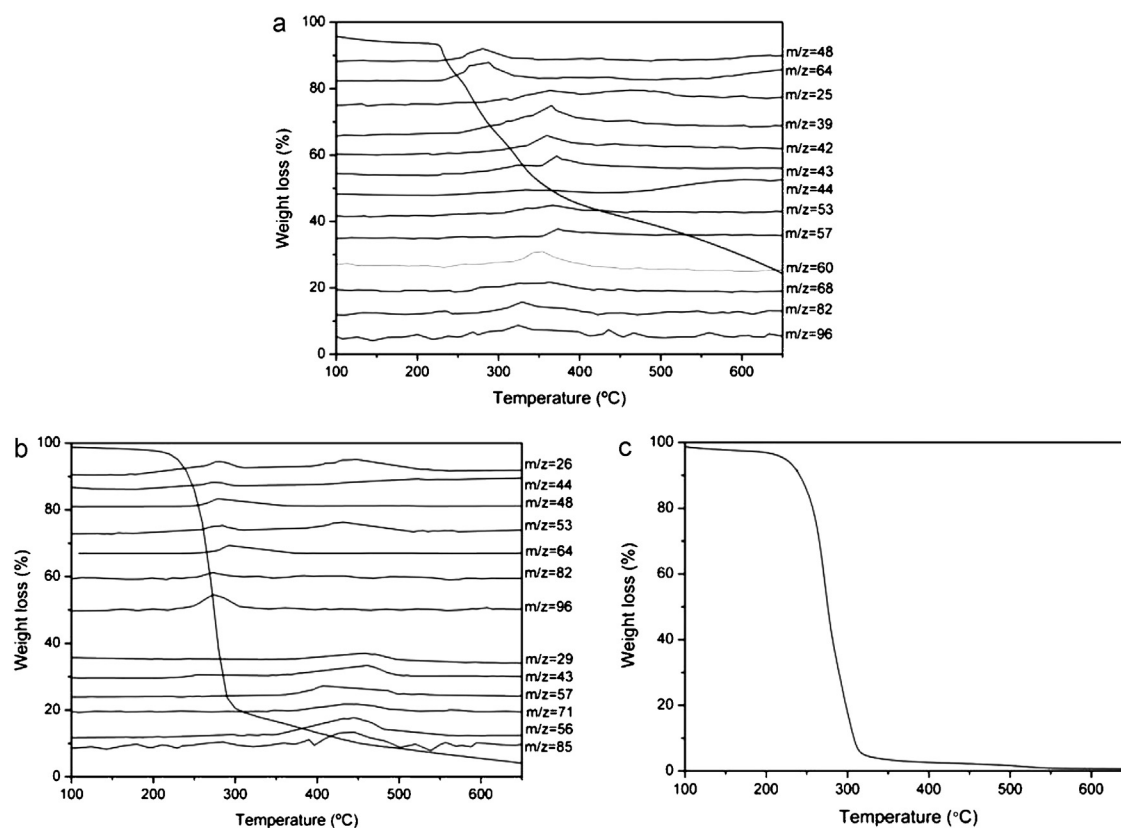 a
100
80
60
40
20
0
Weight loss (%)
m/z=48
m/z=64
m/z=25
m/z=39
m/z=42
m/z=43
m/z=44
m/z=53
m/z=57
m/z=60
m/z=68
m/z=82
m/z=96
100 200 300 400 500 600
Temperature (ºC)
b
100
80
60
40
20
0
Weight loss (%)
m/z=26
m/z=44
m/z=48
m/z=53
m/z=64
m/z=82
m/z=96
m/z=29
m/z=43
m/z=57
m/z=71
m/z=56
m/z=85
100 200 300 400 500 600
Temperature (ºC)
c
100
80
60
40
20
0
Weight loss (%)
100 200 300 400 500 600
Temperature (°C)